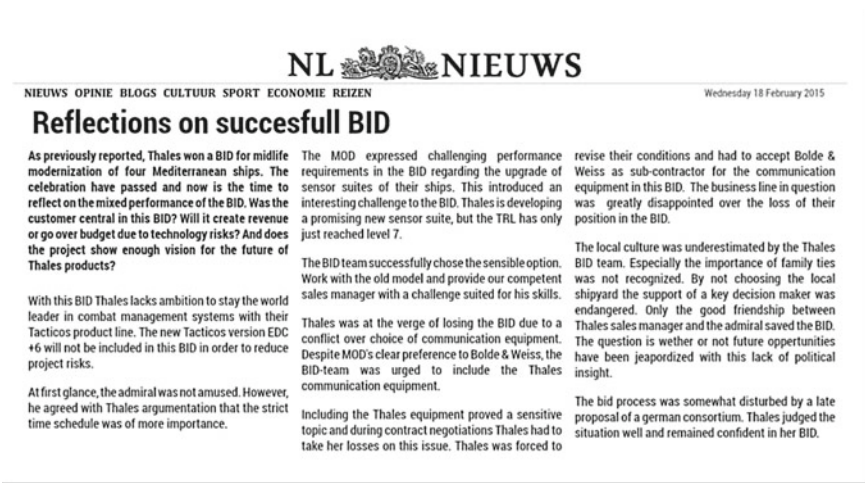 NL NIEUWS
NIEUWS OPINIE BLOGS CULTUUR SPORT ECONOMIE REIZEN
Wednesday 18 February 2015
Reflections on succesfull BID
As previously reported, Thales won a BID for midlife
modernization of four Mediterranean ships. The
celebration have passed and now is the time to
reflect on the mixed performance of the BID. Was the
customer central in this BID? Will it create revenue
or go over budget due to technology risks? And does
the project show enough vision for the future of
Thales products?
With this BID Thales lacks ambition to stay the world
leader in combat management systems with their
Tacticos product line. The new Tacticos version EDC
+6 will not be included in this BID in order to reduce
project risks.
At first glance, the admiral was not amused. However,
he agreed with Thales argumentation that the strict
time schedule was of more importance.
The MOD expressed challenging performance
requirements in the BID regarding the upgrade of
sensor suites of their ships. This introduced an
interesting challenge to the BID. Thales is developing
a promising new sensor suite, but the TRL has only
just reached level 7.
The BID team successfully chose the sensible option.
Work with the old model and provide our competent
sales manager with a challenge suited for his skills.
Thales was at the verge of losing the BID due to a
conflict over choice of communication equipment.
Despite MOD's clear preference to Bolde & Weiss, the
BID-team was urged to include the Thales
communication equipment.
Including the Thales equipment proved a sensitive
topic and during contract negotiations Thales had to
take her losses on this issue. Thales was forced to
revise their conditions and had to accept Bolde &
Weiss as sub-contractor for the communication
equipment in this BID. The business line in question
was greatly disappointed over the loss of their
position in the BID.
The local culture was underestimated by the Thales
BID team. Especially the importance of family ties
was not recognized. By not choosing the local
shipyard the support of a key decision maker was
endangered. Only the good friendship between
Thales sales manager and the admiral saved the BID.
The question is wether or not future opportunities
have been jeapordized with this lack of political
insight.
The bid process was somewhat disturbed by a late
proposal of a german consortium. Thales judged the
situation well and remained confident in her BID.